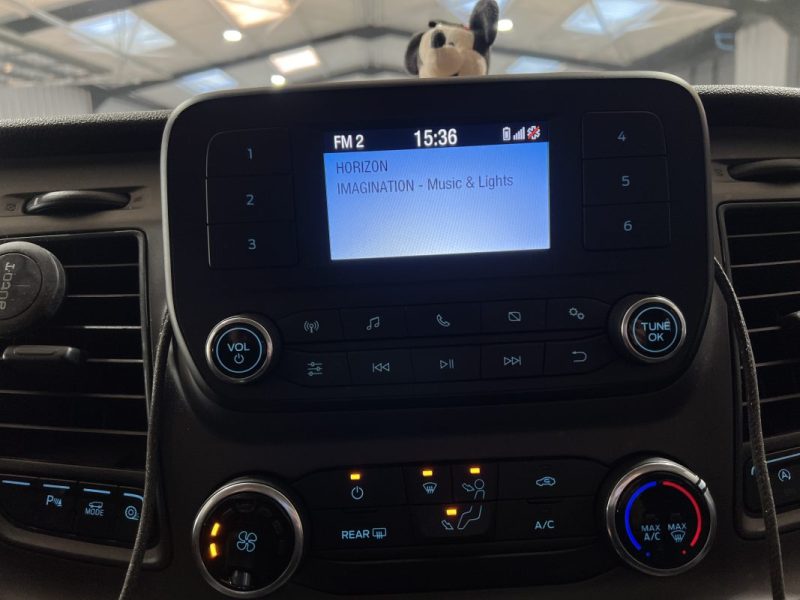 FM 2 15:36
HORIZON
IMAGINATION - Music & Lights
1
2
3
4
5
6
VOL
TUNE
OK
autoT
P
MODE
REAR
A/C
MAX
A/C
MAX
A